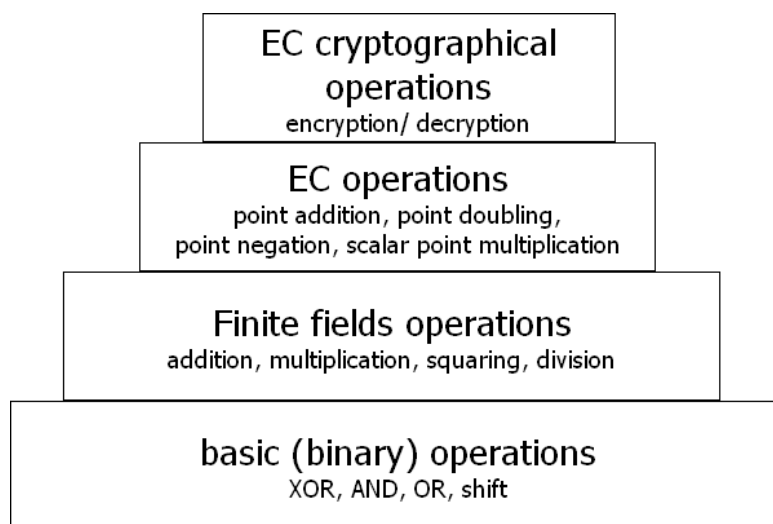 EC cryptographical
operations
encryption/ decryption
EC operations
point addition, point doubling,
point negation, scalar point multiplication
Finite fields operations
addition, multiplication, squaring, division
basic (binary) operations
XOR, AND, OR, shift